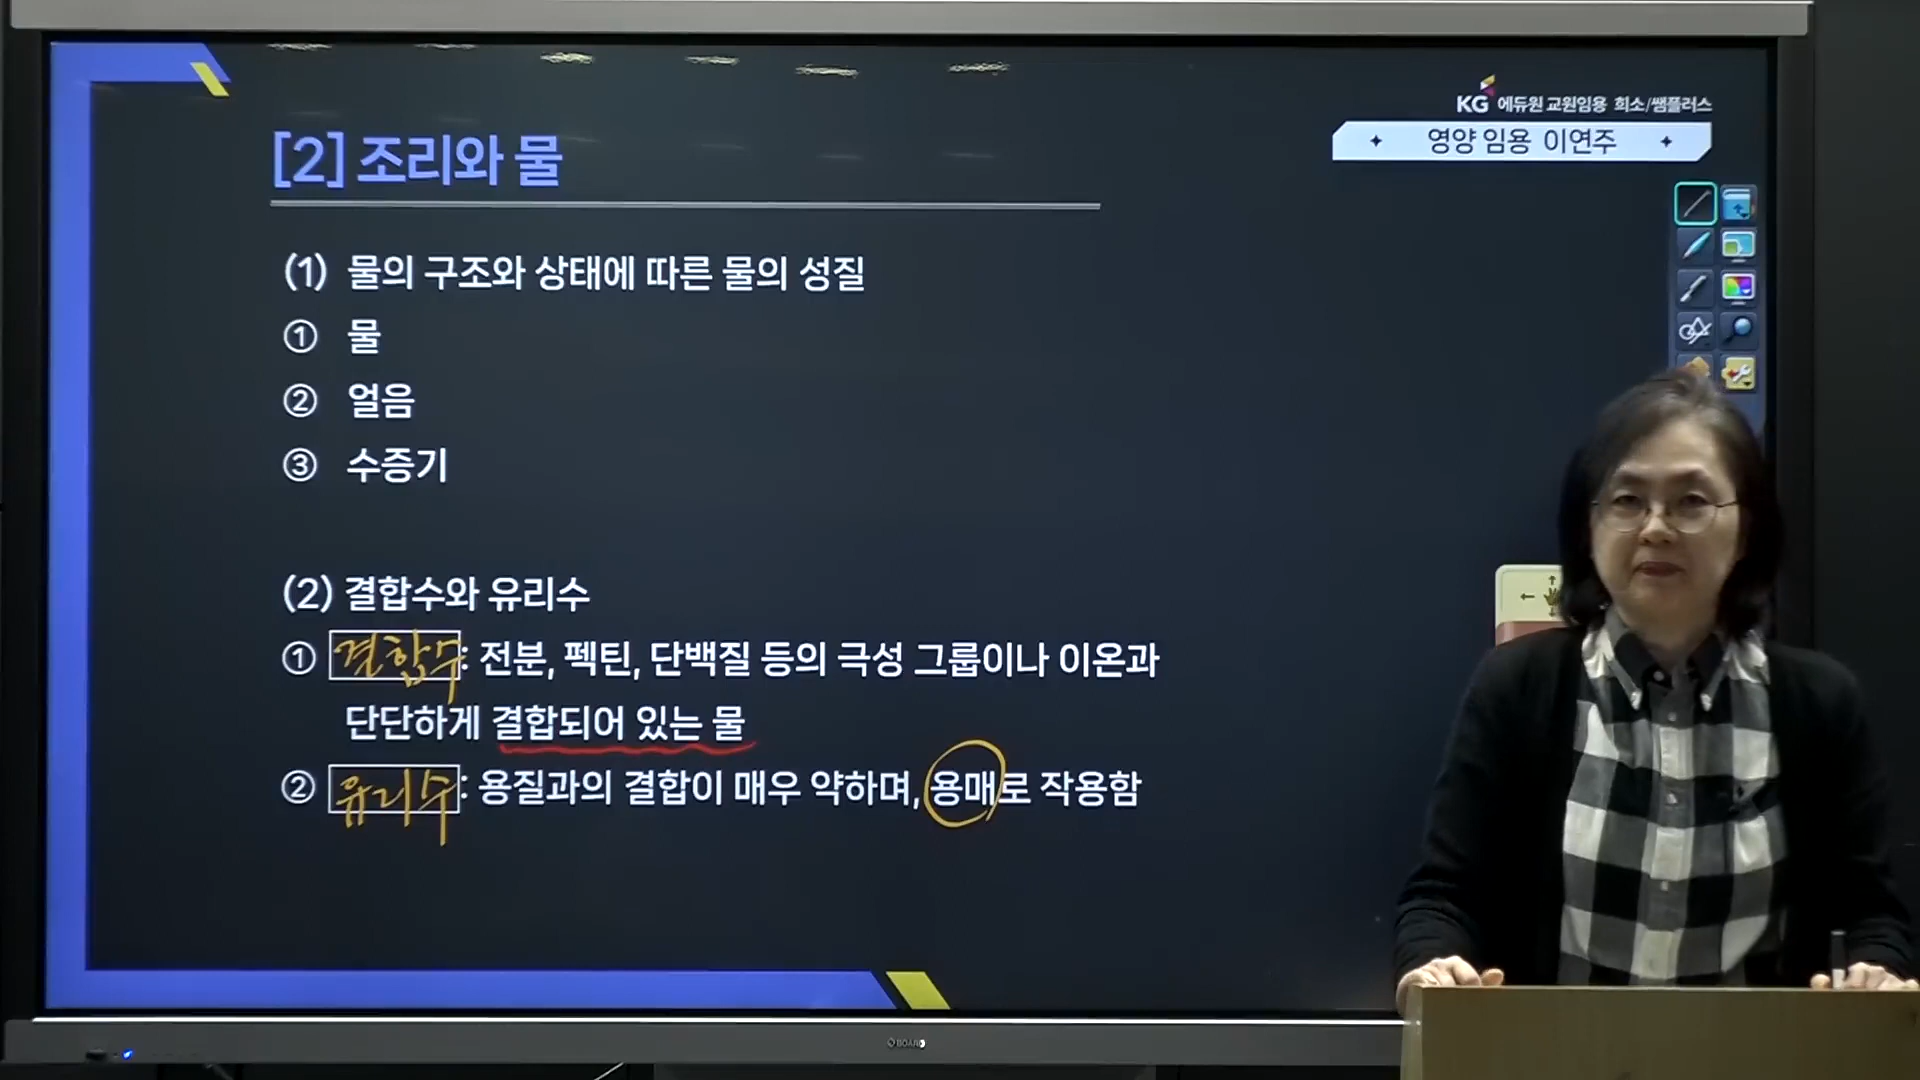 KG 에듀원 교원임용 희소/쌤플러스
영양 임용 이연주
[2] 조리와 물
(1) 물의 구조와 상태에 따른 물의 성질
① 물
② 얼음
③ 수증기
(2) 결합수와 유리수
① 결합수: 전분, 펙틴, 단백질 등의 극성 그룹이나 이온과
단단하게 결합되어 있는 물
② 유리수: 용질과의 결합이 매우 약하며, 용매로 작용함